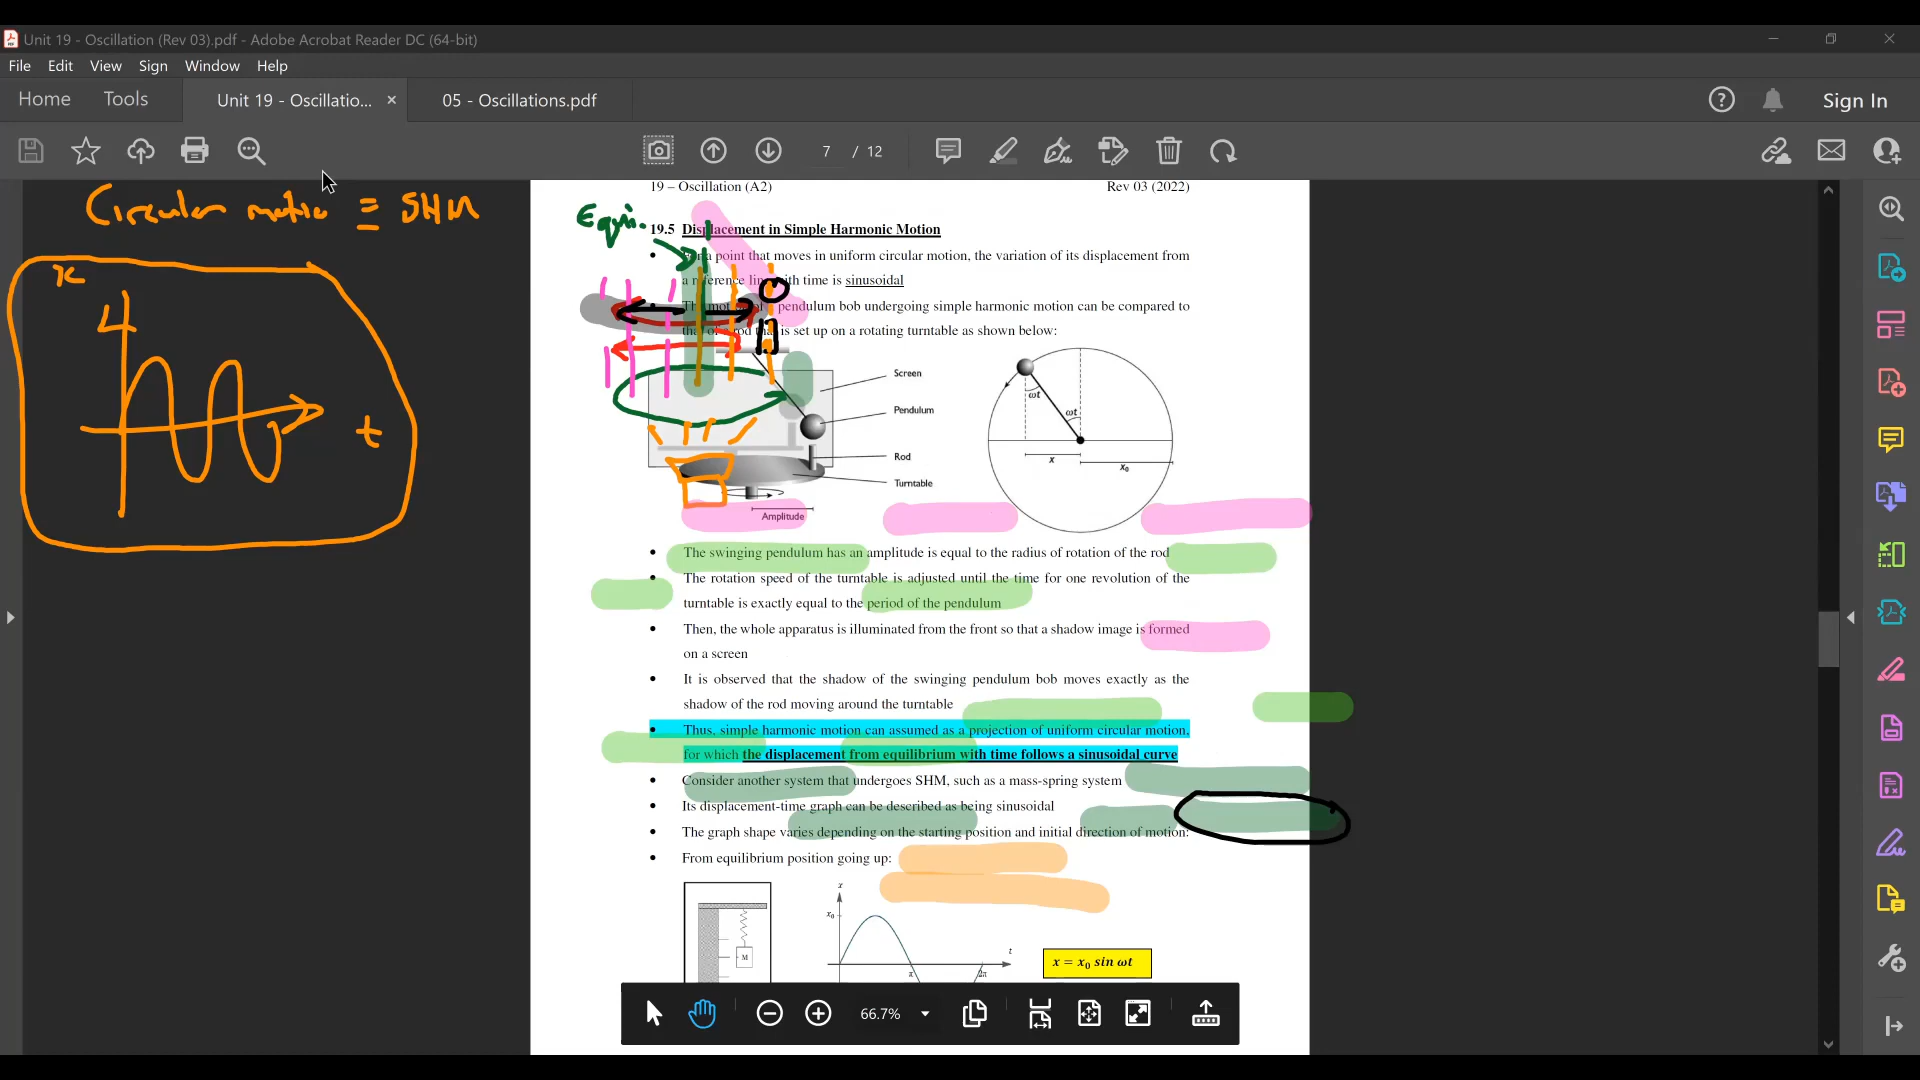 Unit 19 - Oscillation (Rev 03).pdf - Adobe Acrobat Reader DC (64-bit)
File Edit View Sign Window Help
Home Tools Unit 19 - Oscillatio... × 05 - Oscillations.pdf Sign In
7 / 12
Circular motio = SHM
x
t
19 – Oscillation (A2) Rev 03 (2022)
Equi.
19.5 Displacement in Simple Harmonic Motion
a point that moves in uniform circular motion, the variation of its displacement from
a reference line with time is sinusoidal
pendulum bob undergoing simple harmonic motion can be compared to
that of a rod that is set up on a rotating turntable as shown below:
Screen
Pendulum
Rod
Turntable
Amplitude
ωt
ωt
x
x₀
• The swinging pendulum has an amplitude is equal to the radius of rotation of the rod
• The rotation speed of the turntable is adjusted until the time for one revolution of the
turntable is exactly equal to the period of the pendulum
• Then, the whole apparatus is illuminated from the front so that a shadow image is formed
on a screen
• It is observed that the shadow of the swinging pendulum bob moves exactly as the
shadow of the rod moving around the turntable
• Thus, simple harmonic motion can assumed as a projection of uniform circular motion,
for which the displacement from equilibrium with time follows a sinusoidal curve
• Consider another system that undergoes SHM, such as a mass-spring system
• Its displacement-time graph can be described as being sinusoidal
• The graph shape varies depending on the starting position and initial direction of motion:
• From equilibrium position going up:
M
x
x₀
t
π
2π
x = x₀ sin ωt
66.7%